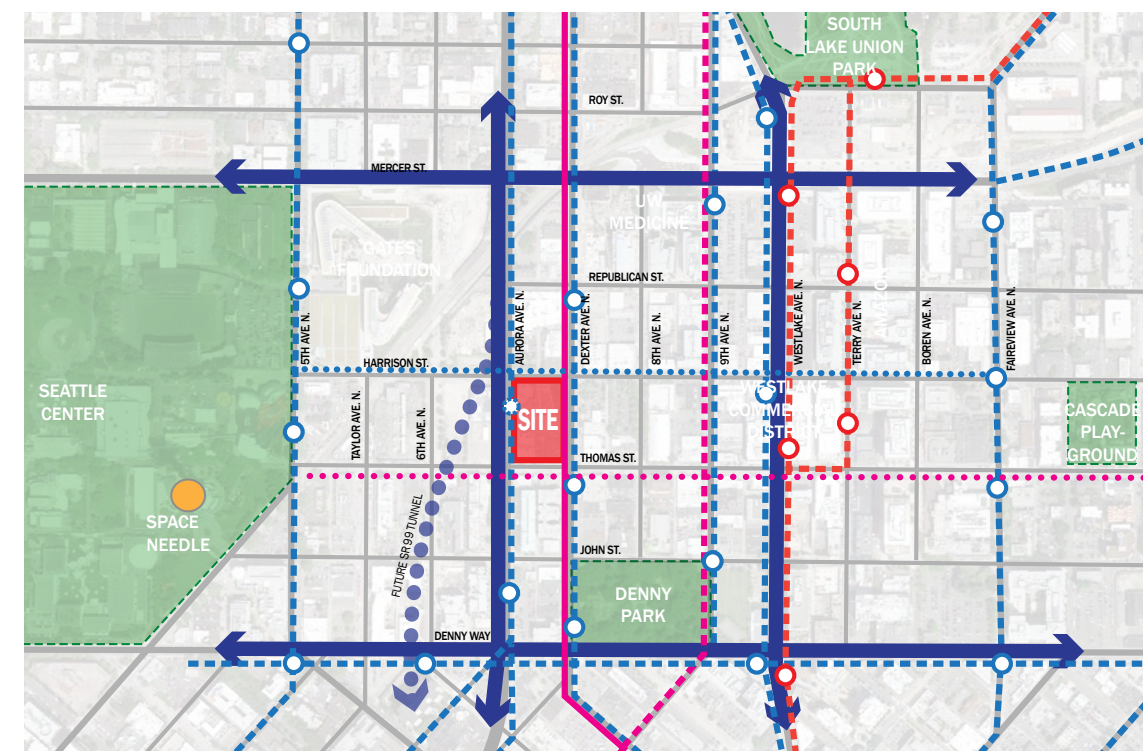 SOUTH
LAKE UNION
PARK
ROY ST.
MERCER ST.
UW
MEDICINE
GATES
FOUNDATION
REPUBLICAN ST.
5TH AVE N.
AURORA AVE. N.
DEXTER AVE. N.
8TH AVE. N.
9TH AVE. N.
WESTLAKE AVE. N.
TERRY AVE. N.
BOREN AVE. N.
FAIREVIEW AVE. N.
HARRISON ST.
SEATTLE
CENTER
TAYLOR AVE. N.
6TH AVE. N.
SITE
WESTLAKE
COMMERCIAL
DISTRICT
CASCADE
PLAY-
GROUND
THOMAS ST.
SPACE
NEEDLE
FUTURE SR 99 TUNNEL
JOHN ST.
DENNY
PARK
DENNY WAY